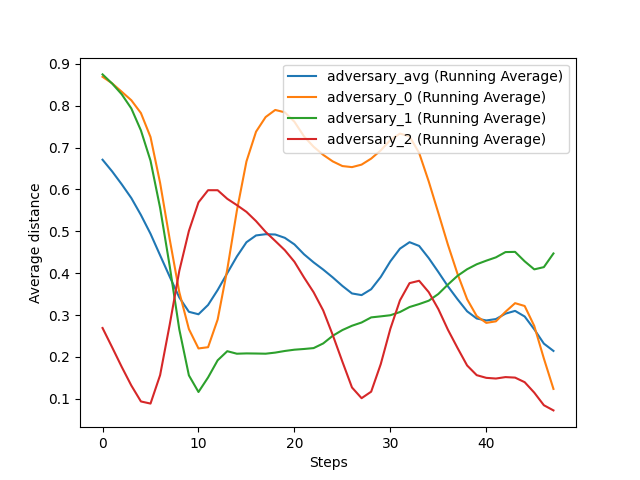 0.9
0.8
0.7
0.6
0.5
0.4
0.3
0.2
0.1
Average distance
adversary_avg (Running Average)
adversary_0 (Running Average)
adversary_1 (Running Average)
adversary_2 (Running Average)
0 10 20 30 40
Steps